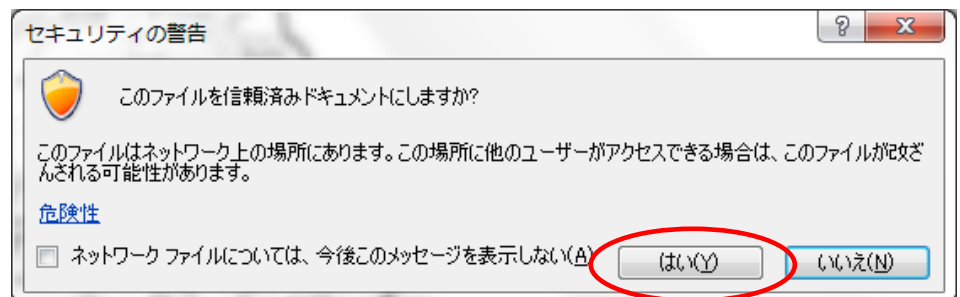 セキュリティの警告
このファイルを信頼済みドキュメントにしますか?
このファイルはネットワーク上の場所にあります。この場所に他のユーザーがアクセスできる場合は、このファイルが改ざ
んされる可能性があります。
危険性
ネットワーク ファイルについては、今後このメッセージを表示しない(A) はい(Y) いいえ(N)